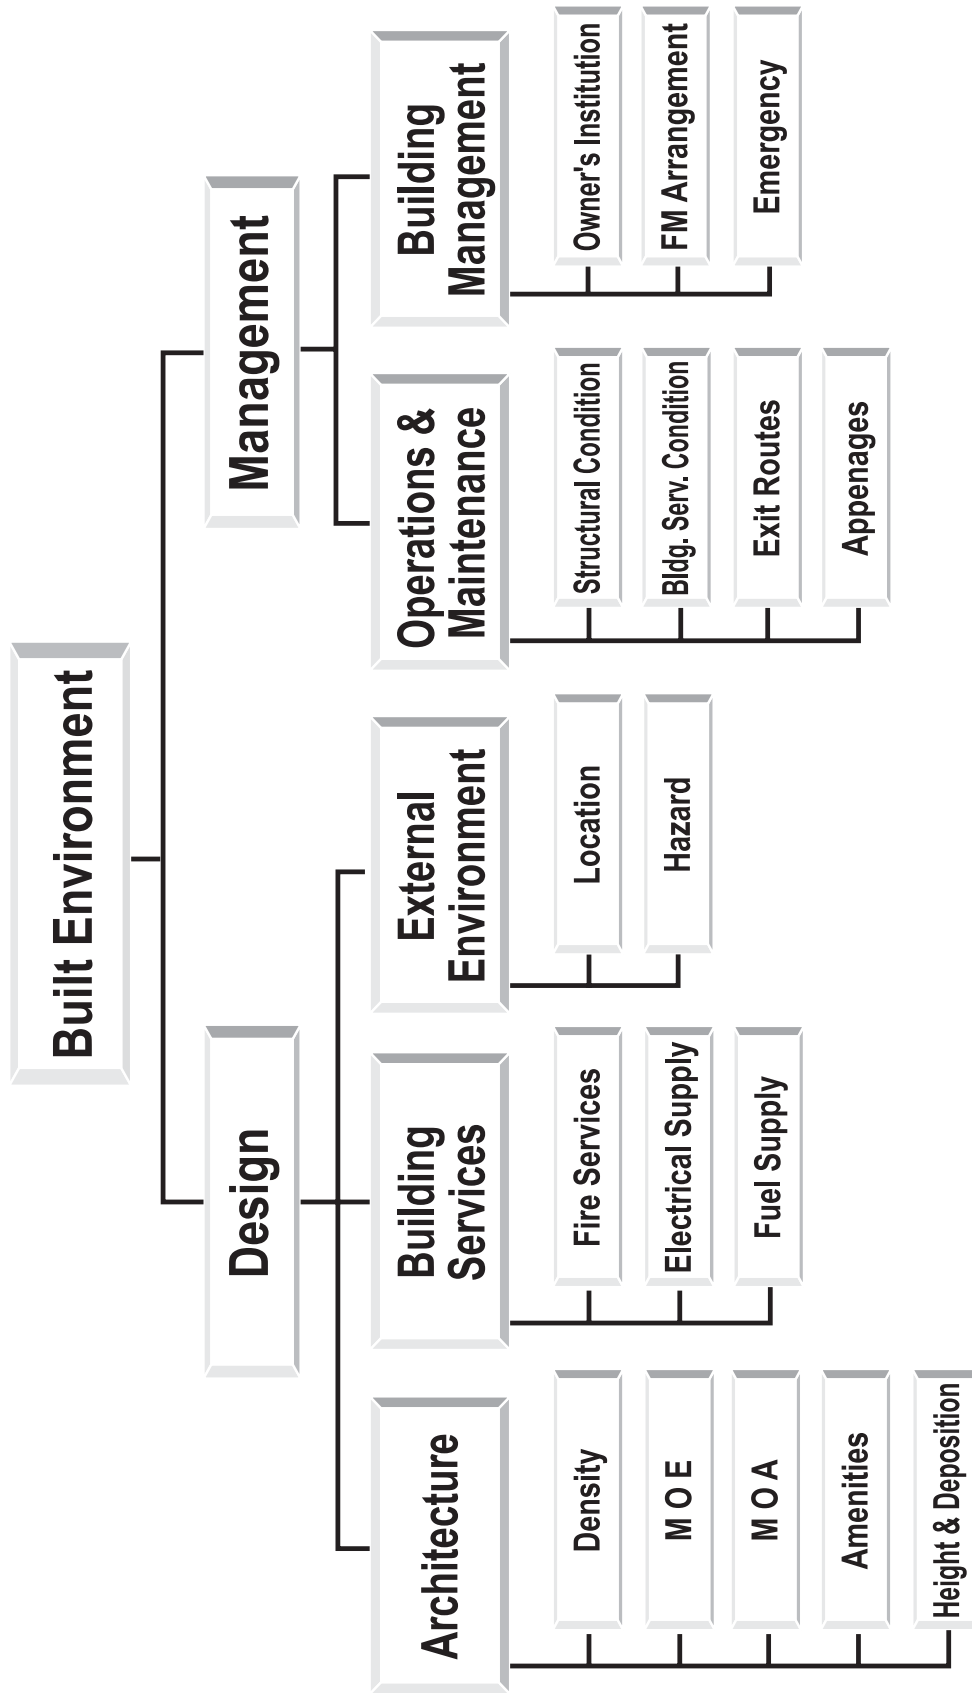 Built Environment
Design
Management
Architecture
Building
Services
External
Environment
Operations &
Maintenance
Building
Management
Density
M O E
M O A
Amenities
Height & Deposition
Fire Services
Electrical Supply
Fuel Supply
Location
Hazard
Structural Condition
Bldg. Serv. Condition
Exit Routes
Appenages
Owner's Institution
FM Arrangement
Emergency